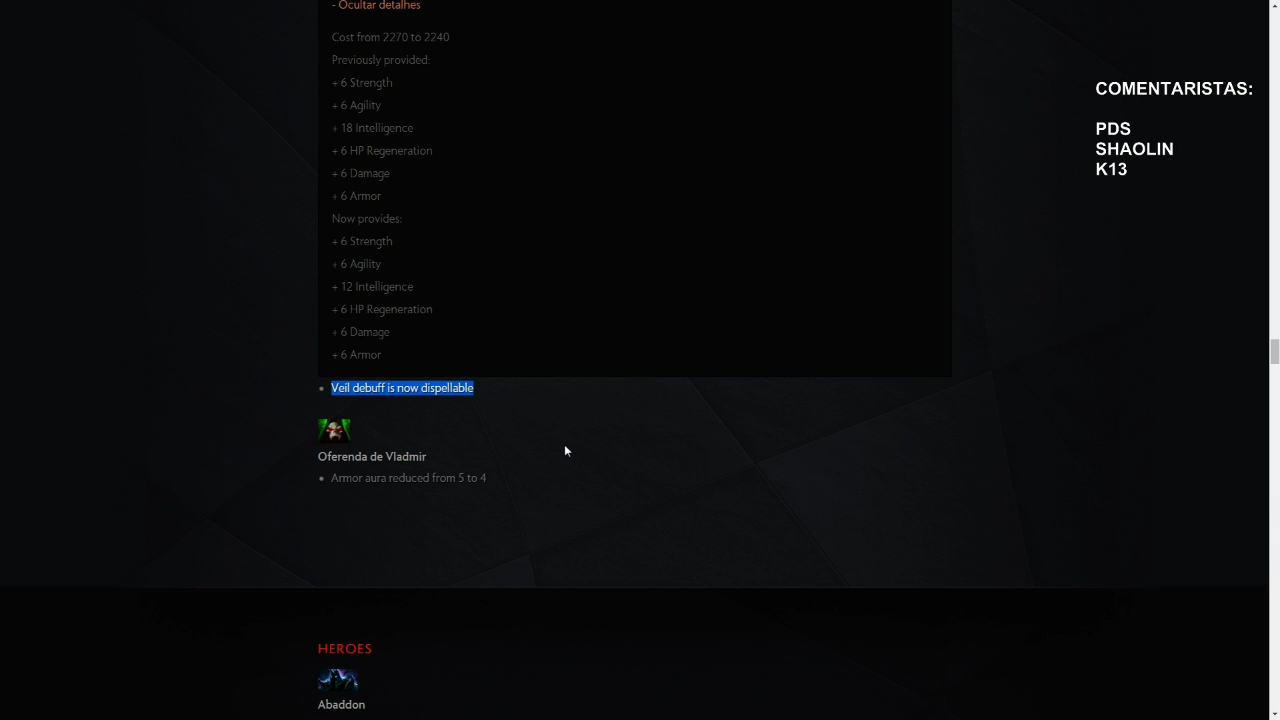 - Ocultar detalhes
Cost from 2270 to 2240
Previously provided:
+ 6 Strength
+ 6 Agility
+ 18 Intelligence
+ 6 HP Regeneration
+ 6 Damage
+ 6 Armor
Now provides:
+ 6 Strength
+ 6 Agility
+ 12 Intelligence
+ 6 HP Regeneration
+ 6 Damage
+ 6 Armor
Veil debuff is now dispellable
Oferenda de Vladmir
Armor aura reduced from 5 to 4
HEROES
Abaddon
COMENTARISTAS:
PDS
SHAOLIN
K13